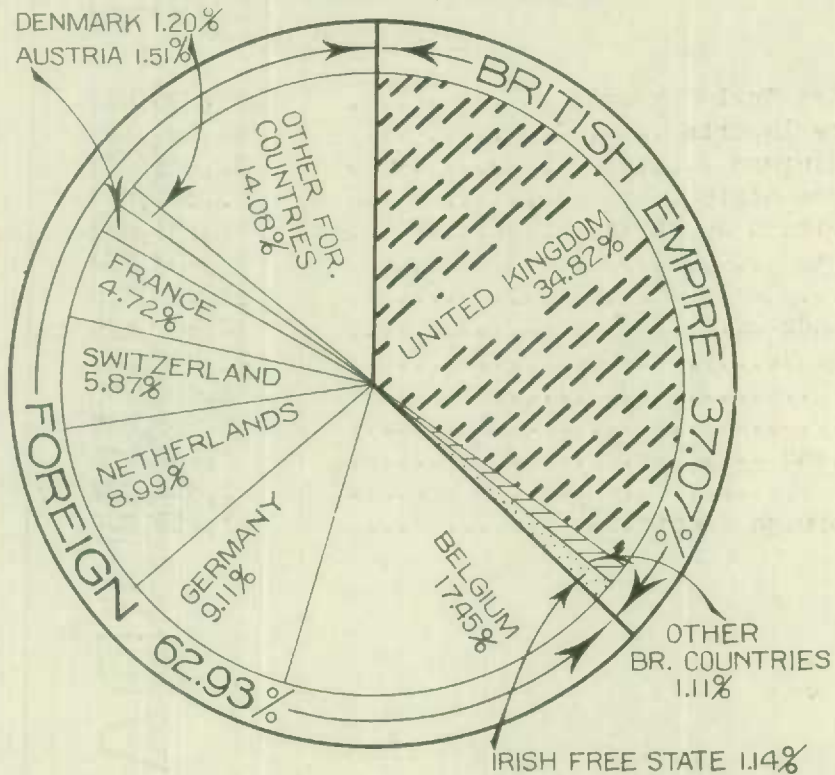 DENMARK 1.20%
AUSTRIA 1.51%
BRITISH EMPIRE 37.07%
OTHER FOR.
COUNTRIES
14.08%
UNITED KINGDOM
34.82%
FRANCE
4.72%
SWITZERLAND
5.87%
NETHERLANDS
8.99%
GERMANY
9.11%
BELGIUM
17.45%
FOREIGN 62.93%
OTHER
BR. COUNTRIES
1.11%
IRISH FREE STATE 1.14%